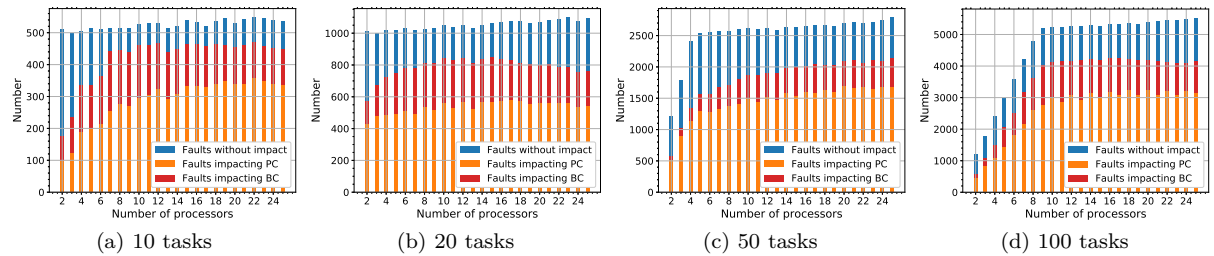 Number
500
400
300
200
100
0
Faults without impact
Faults impacting PC
Faults impacting BC
2 4 6 8 10 12 14 16 18 20 22 24
Number of processors
(a) 10 tasks
Number
1000
800
600
400
200
0
Faults without impact
Faults impacting PC
Faults impacting BC
2 4 6 8 10 12 14 16 18 20 22 24
Number of processors
(b) 20 tasks
Number
2500
2000
1500
1000
500
0
Faults without impact
Faults impacting PC
Faults impacting BC
2 4 6 8 10 12 14 16 18 20 22 24
Number of processors
(c) 50 tasks
Number
5000
4000
3000
2000
1000
0
Faults without impact
Faults impacting PC
Faults impacting BC
2 4 6 8 10 12 14 16 18 20 22 24
Number of processors
(d) 100 tasks